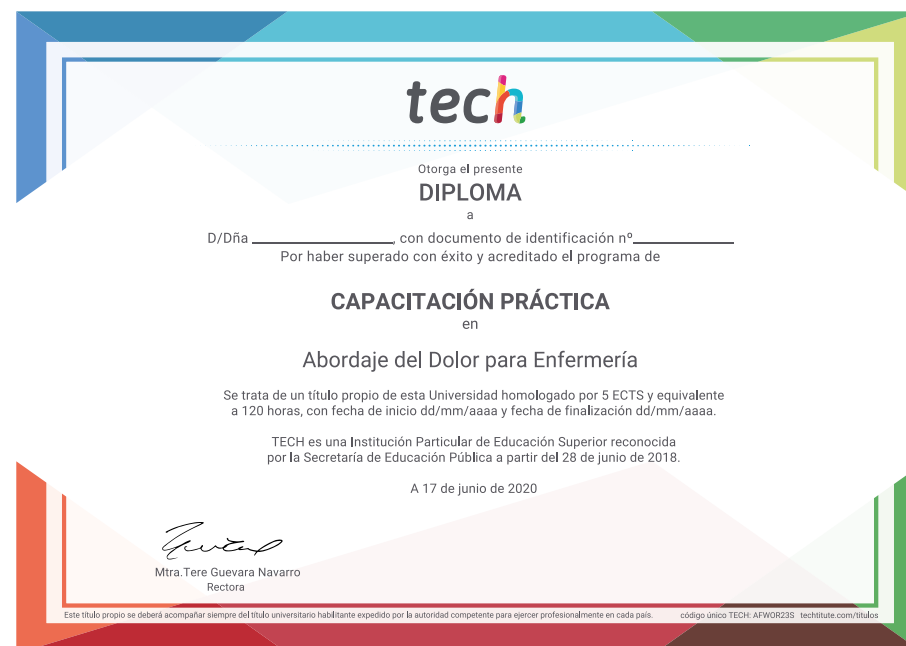 tech
Otorga el presente
DIPLOMA
a
D/Dña ____________________, con documento de identificación nº______________
Por haber superado con éxito y acreditado el programa de
CAPACITACIÓN PRÁCTICA
en
Abordaje del Dolor para Enfermería
Se trata de un título propio de esta Universidad homologado por 5 ECTS y equivalente
a 120 horas, con fecha de inicio dd/mm/aaaa y fecha de finalización dd/mm/aaaa.
TECH es una Institución Particular de Educación Superior reconocida
por la Secretaría de Educación Pública a partir del 28 de junio de 2018.
A 17 de junio de 2020
Mtra.Tere Guevara Navarro
Rectora
Este título propio se deberá acompañar siempre del título universitario habilitante expedido por la autoridad competente para ejercer profesionalmente en cada país. código único TECH: AFWOR23S techtitute.com/titulos